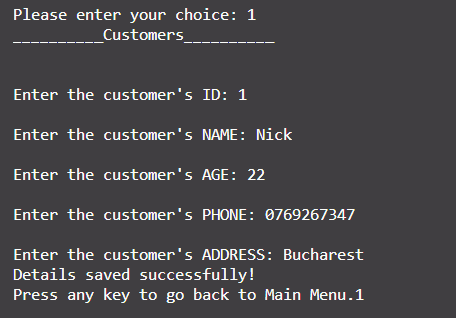 Please enter your choice: 1
__________Customers__________
Enter the customer's ID: 1
Enter the customer's NAME: Nick
Enter the customer's AGE: 22
Enter the customer's PHONE: 0769267347
Enter the customer's ADDRESS: Bucharest
Details saved successfully!
Press any key to go back to Main Menu.1